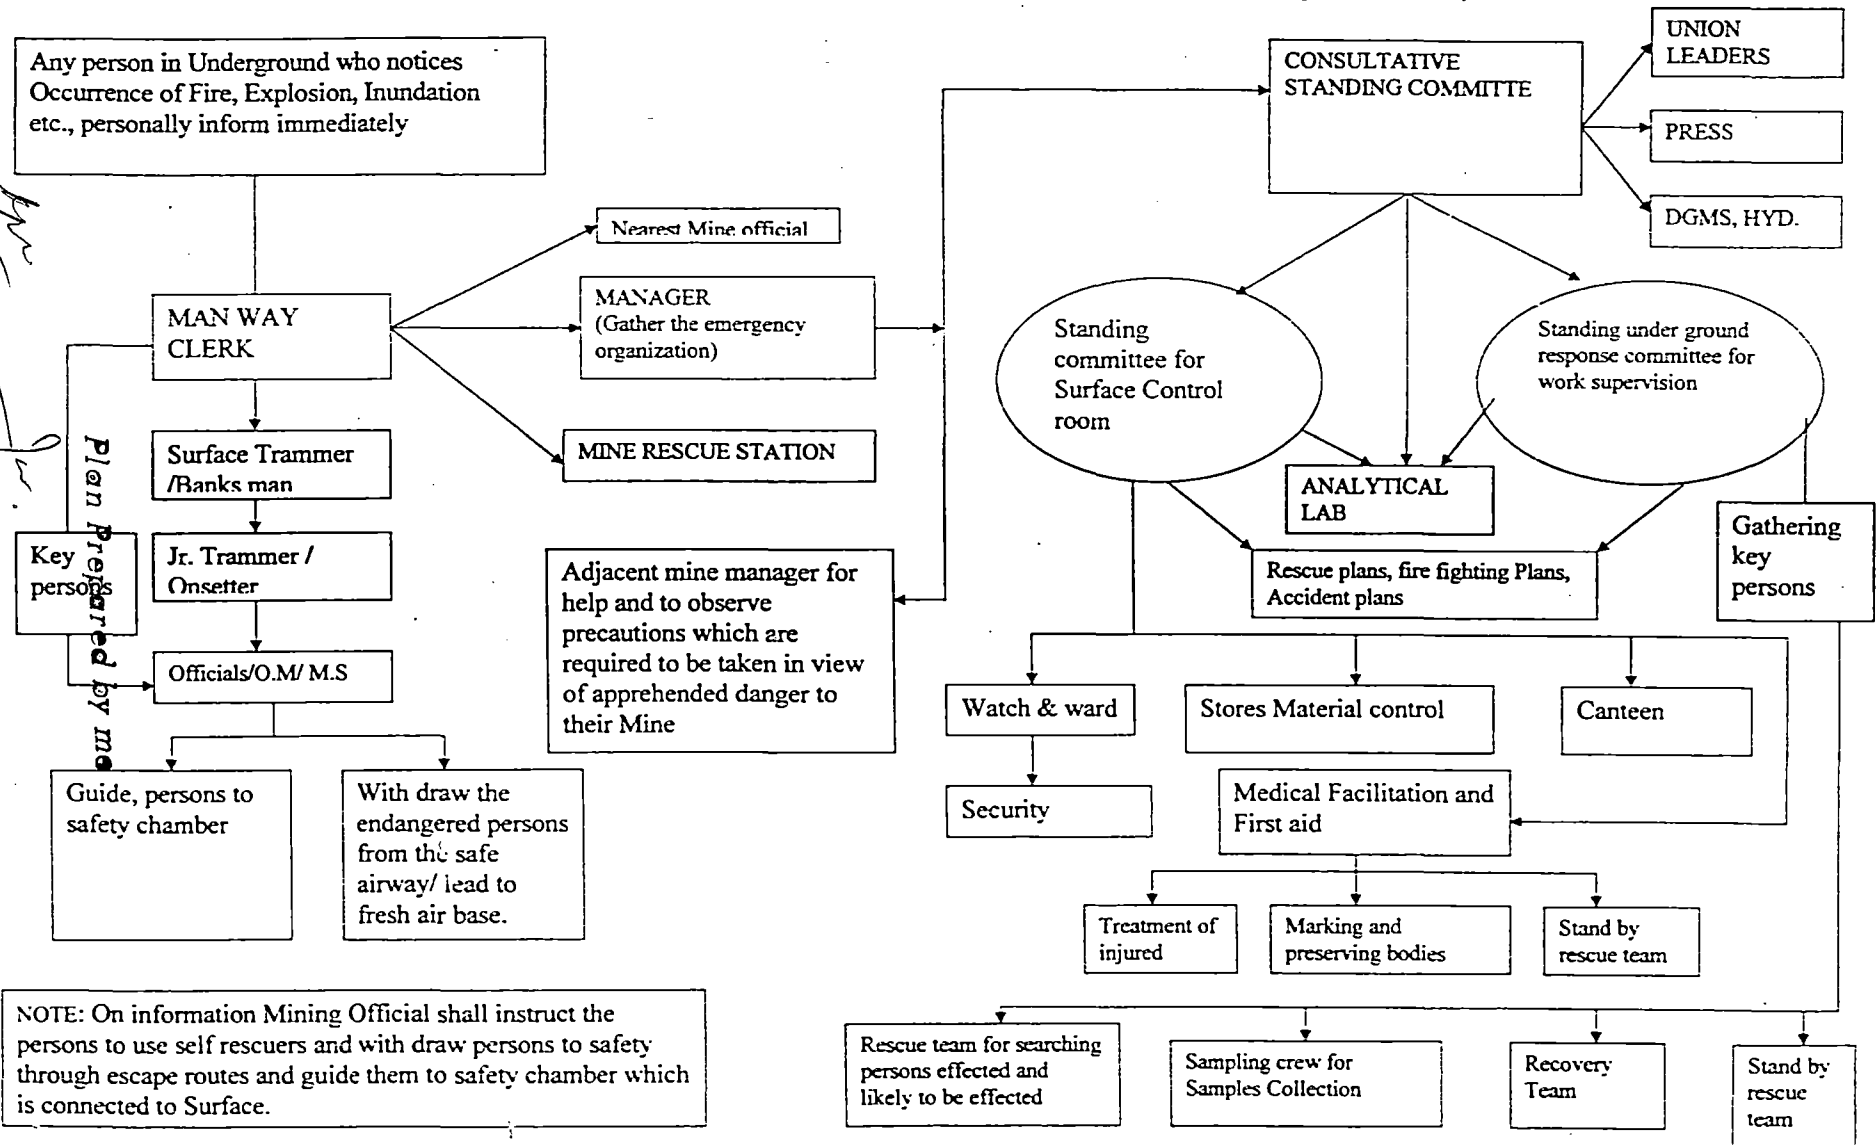 Any person in Underground who notices
Occurrence of Fire, Explosion, Inundation
etc., personally inform immediately
MAN WAY
CLERK
Nearest Mine official
MANAGER
(Gather the emergency
organization)
MINE RESCUE STATION
Surface Trammer
/Banks man
Key
persons
Jr. Trammer /
Onsetter
Officials/O.M/ M.S
Guide, persons to
safety chamber
With draw the
endangered persons
from the safe
airway/ lead to
fresh air base.
Plan Prepared by me
Adjacent mine manager for
help and to observe
precautions which are
required to be taken in view
of apprehended danger to
their Mine
CONSULTATIVE
STANDING COMMITTE
UNION
LEADERS
PRESS
DGMS, HYD.
Standing
committee for
Surface Control
room
Standing under ground
response committee for
work supervision
ANALYTICAL
LAB
Rescue plans, fire fighting Plans,
Accident plans
Gathering
key
persons
Watch & ward
Stores Material control
Canteen
Security
Medical Facilitation and
First aid
Treatment of
injured
Marking and
preserving bodies
Stand by
rescue team
Rescue team for searching
persons effected and
likely to be effected
Sampling crew for
Samples Collection
Recovery
Team
Stand by
rescue
team
NOTE: On information Mining Official shall instruct the
persons to use self rescuers and with draw persons to safety
through escape routes and guide them to safety chamber which
is connected to Surface.